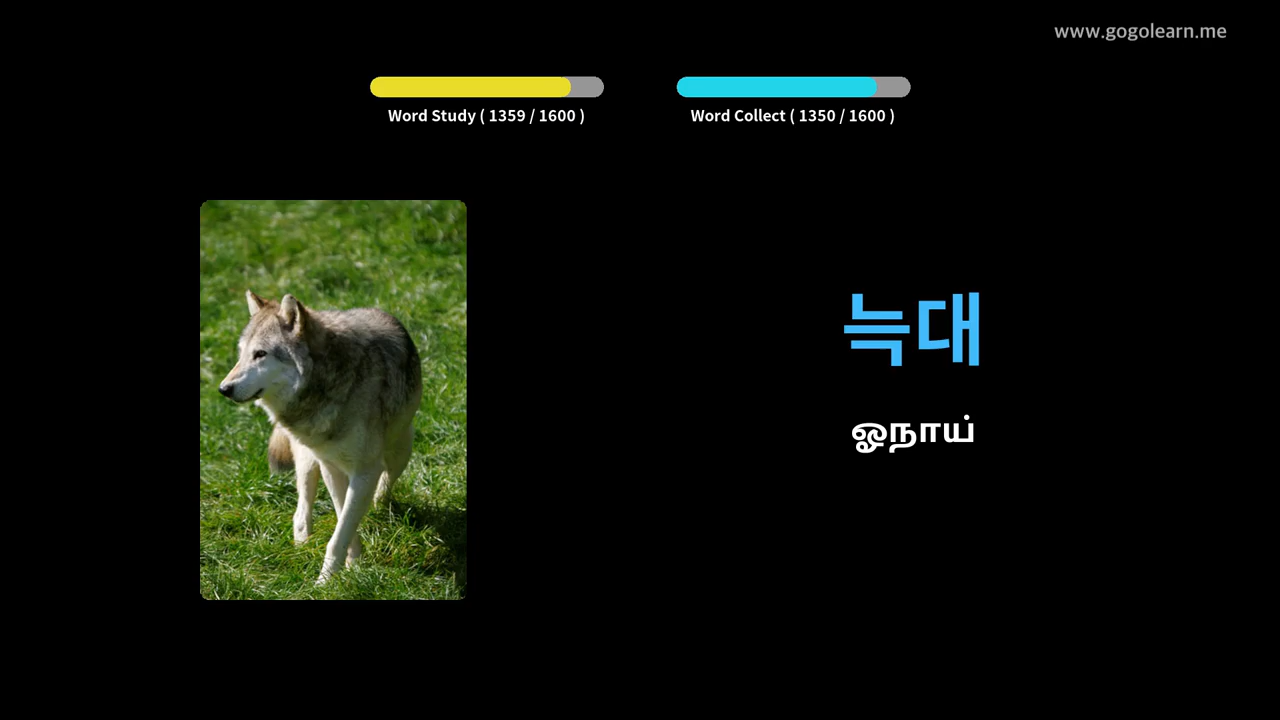 www.gogolearn.me
Word Study ( 1359 / 1600 )
Word Collect ( 1350 / 1600 )
늑대
ஓநாய்